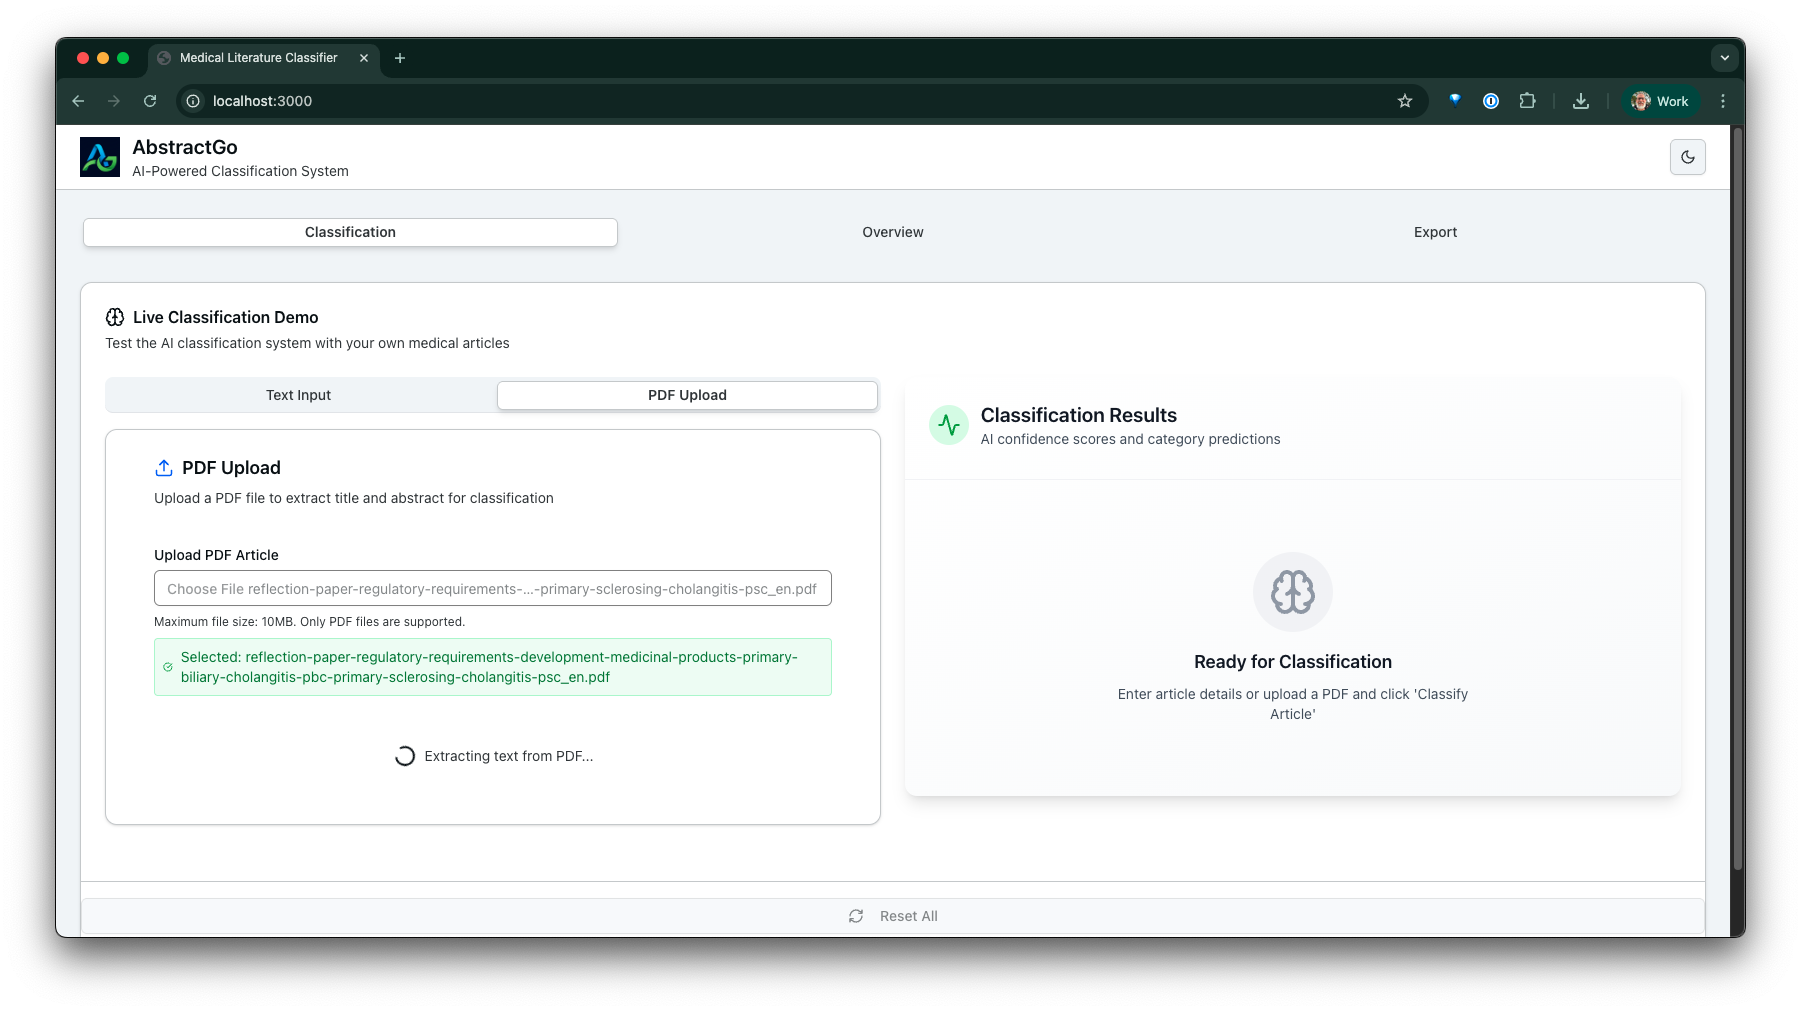 Medical Literature Classifier
localhost:3000
Work
AbstractGo
AI-Powered Classification System
Classification
Overview
Export
Live Classification Demo
Test the AI classification system with your own medical articles
Text Input
PDF Upload
PDF Upload
Upload a PDF file to extract title and abstract for classification
Upload PDF Article
Choose File reflection-paper-regulatory-requirements-...-primary-sclerosing-cholangitis-psc_en.pdf
Maximum file size: 10MB. Only PDF files are supported.
Selected: reflection-paper-regulatory-requirements-development-medicinal-products-primary-
biliary-cholangitis-pbc-primary-sclerosing-cholangitis-psc_en.pdf
Extracting text from PDF...
Classification Results
AI confidence scores and category predictions
Ready for Classification
Enter article details or upload a PDF and click 'Classify
Article'
Reset All